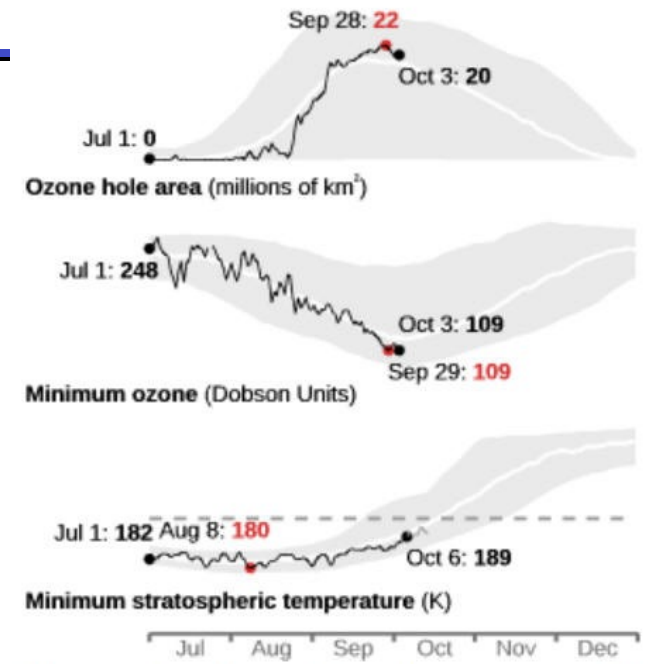 Sep 28: 22
Oct 3: 20
Jul 1: 0
Ozone hole area (millions of km²)
Jul 1: 248
Oct 3: 109
Sep 29: 109
Minimum ozone (Dobson Units)
Jul 1: 182 Aug 8: 180
Oct 6: 189
Minimum stratospheric temperature (K)
Jul Aug Sep Oct Nov Dec